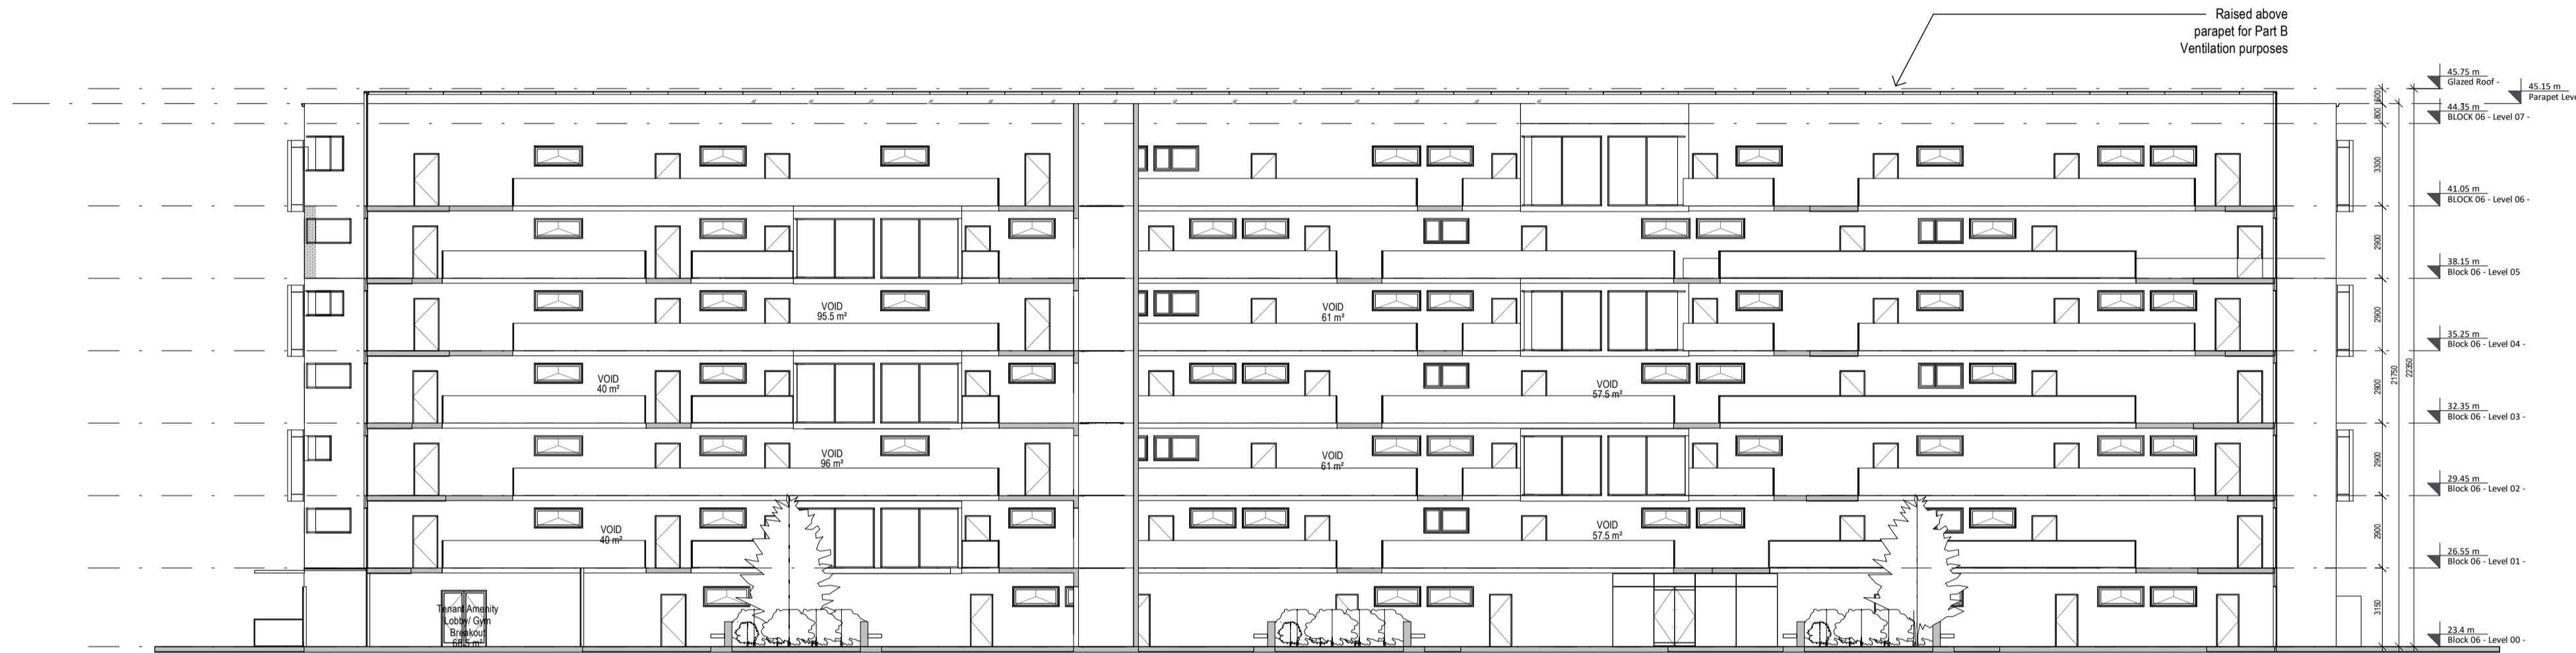 Raised above
parapet for Part B
Ventilation purposes
45.75 m
Glazed Roof -
45.15 m
Parapet Leve
44.35 m
BLOCK 06 - Level 07 -
41.05 m
BLOCK 06 - Level 06 -
38.15 m
Block 06 - Level 05
35.25 m
Block 06 - Level 04 -
32.35 m
Block 06 - Level 03 -
29.45 m
Block 06 - Level 02 -
26.55 m
Block 06 - Level 01 -
23.4 m
Block 06 - Level 00 -
600
800
3300
2900
2900
2900
2900
2900
3150
21750
22350
VOID
95.5 m²
VOID
61 m²
VOID
40 m²
VOID
57.5 m²
VOID
96 m²
VOID
61 m²
VOID
40 m²
VOID
57.5 m²
Tenant Amenity
Lobby/ Gym
Breakout
68.5 m²